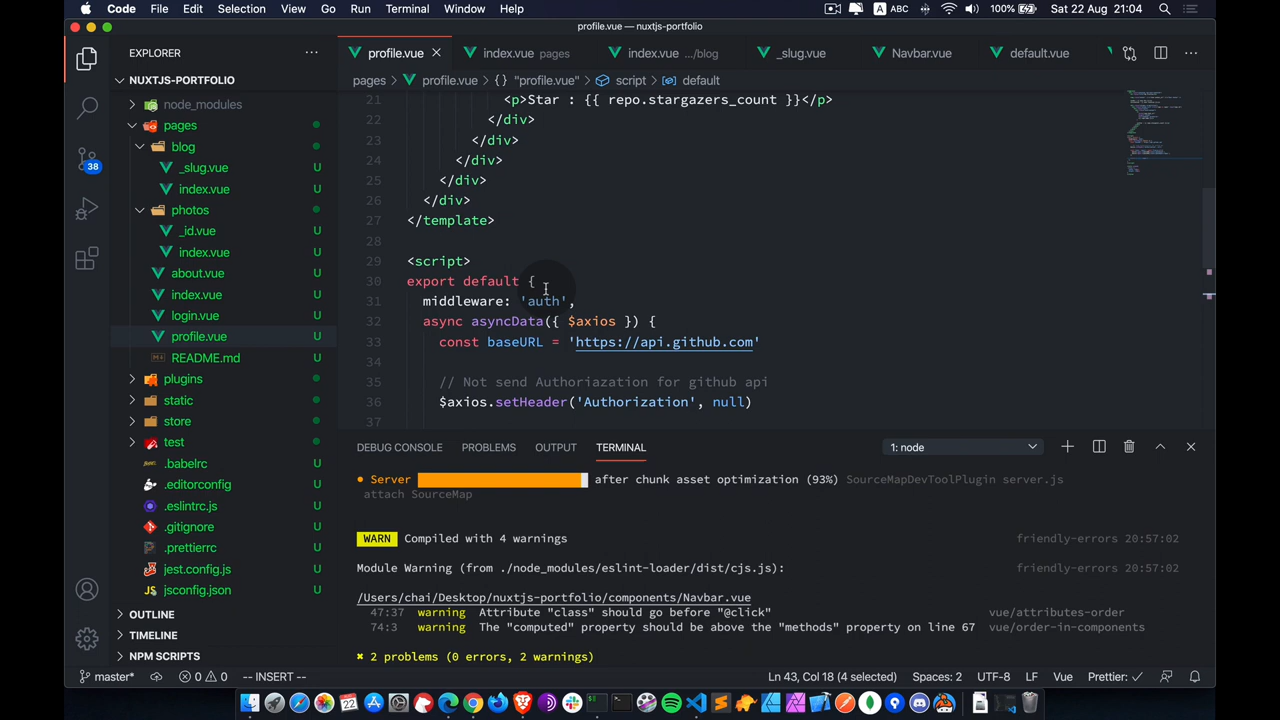 Code File Edit Selection View Go Run Terminal Window Help A ABC 100% Sat 22 Aug 21:04
profile.vue — nuxtjs-portfolio
EXPLORER
profile.vue
index.vue pages
index.vue .../blog
_slug.vue
Navbar.vue
default.vue
pages > profile.vue > {} "profile.vue" > script > default
NUXTJS-PORTFOLIO
node_modules
pages
blog
_slug.vue U
index.vue U
photos
_id.vue U
index.vue U
about.vue U
index.vue U
login.vue U
profile.vue U
README.md U
plugins
static
store
test
.babelrc U
.editorconfig U
.eslintrc.js U
.gitignore U
.prettierrc U
jest.config.js U
jsconfig.json U
OUTLINE
TIMELINE
NPM SCRIPTS
38
21 <p>Star : {{ repo.stargazers_count }}</p>
22 </div>
23 </div>
24 </div>
25 </div>
26 </div>
27 </template>
28
29 <script>
30 export default {
31 middleware: 'auth',
32 async asyncData({ $axios }) {
33 const baseURL = 'https://api.github.com'
34
35 // Not send Authoriazation for github api
36 $axios.setHeader('Authorization', null)
37
DEBUG CONSOLE PROBLEMS OUTPUT TERMINAL 1: node
● Server after chunk asset optimization (93%) SourceMapDevToolPlugin server.js
attach SourceMap
WARN Compiled with 4 warnings friendly-errors 20:57:02
Module Warning (from ./node_modules/eslint-loader/dist/cjs.js): friendly-errors 20:57:02
/Users/chai/Desktop/nuxtjs-portfolio/components/Navbar.vue
47:37 warning Attribute "class" should go before "@click" vue/attributes-order
74:3 warning The "computed" property should be above the "methods" property on line 67 vue/order-in-components
✖ 2 problems (0 errors, 2 warnings)
master* 0 0 -- INSERT -- Ln 43, Col 18 (4 selected) Spaces: 2 UTF-8 LF Vue Prettier: ✓
22